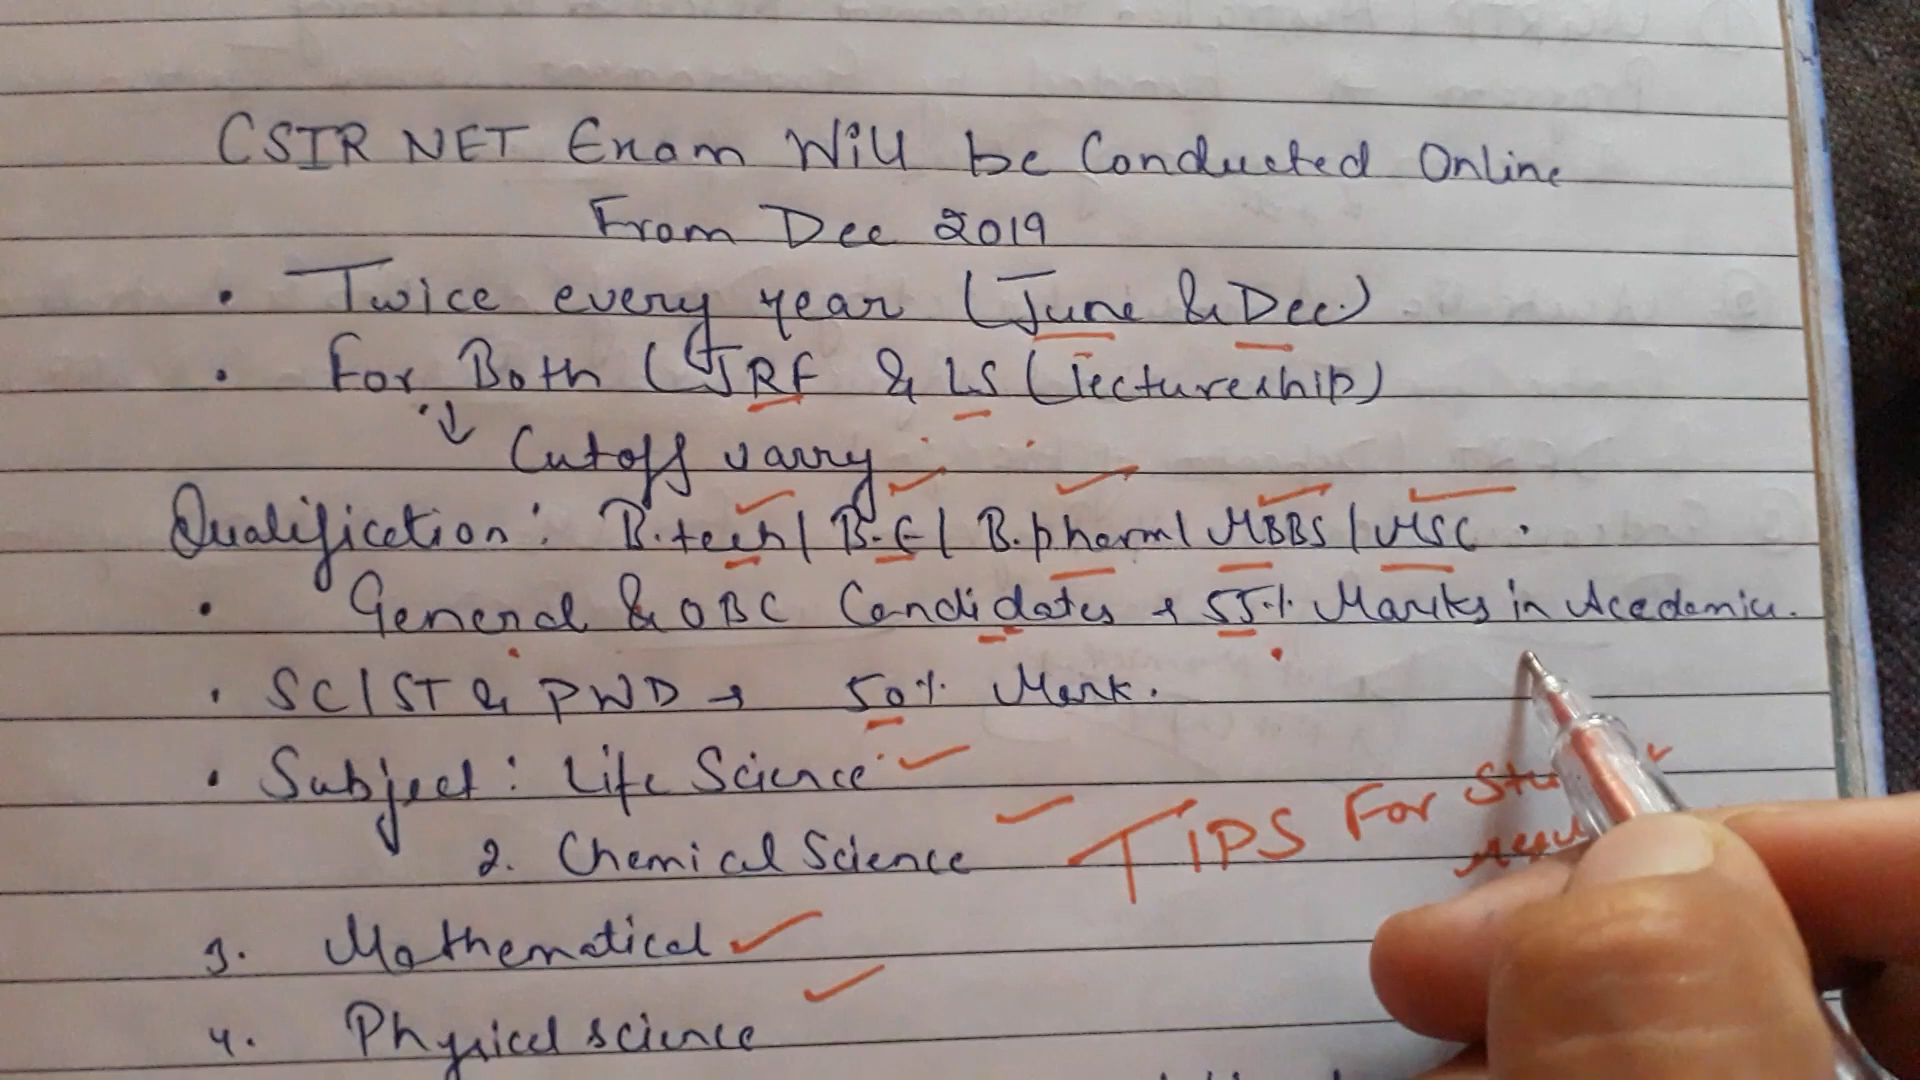 CSIR NET Exam Will be Conducted Online
From Dec 2019
• Twice every year (June & Dec.)
• For Both (JRF & LS (lectureship)
↓ Cutoff varry
Qualification: B.tech / B.E / B.pharm / MBBS / MSC.
• General & OBC Candidates → 55% Marks in Academic.
• SC/ST & PWD → 50% Mark.
• Subject: Life Science
2. Chemical Science
TIPS For
3. Mathematical
4. Physical science